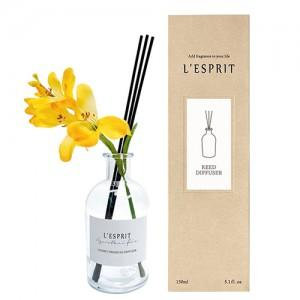 Add fragrance to your life
L'ESPRIT
REED
DIFFUSER
150ml 5.1 fl. oz
L'ESPRIT